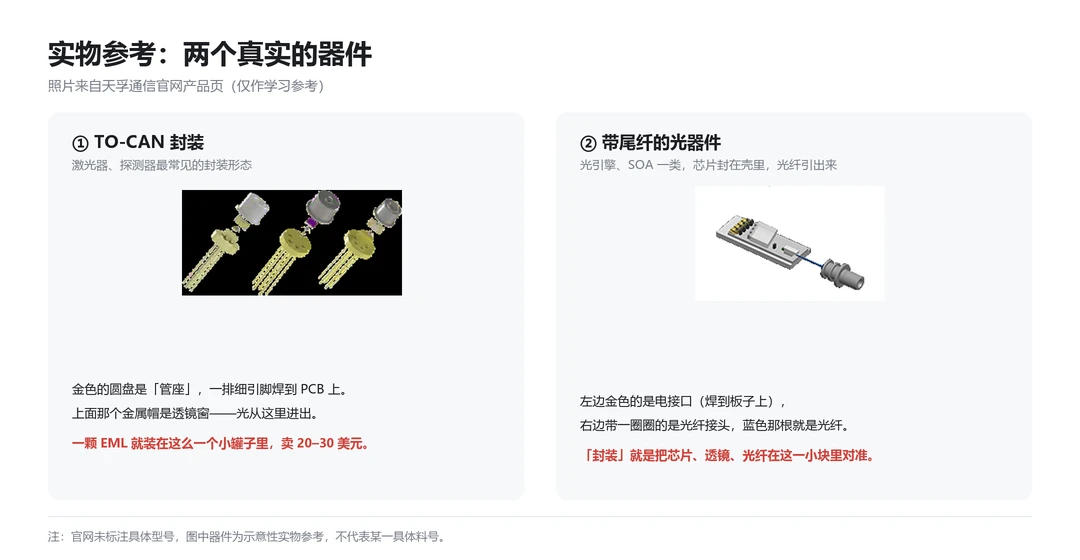 实物参考：两个真实的器件
照片来自天孚通信官网产品页（仅作学习参考）
① TO-CAN 封装
激光器、探测器最常见的封装形态
金色的圆盘是「管座」，一排细引脚焊到 PCB 上。
上面那个金属帽是透镜窗——光从这里进出。
一颗 EML 就装在这么一个小罐子里，卖 20–30 美元。
② 带尾纤的光器件
光引擎、SOA 一类，芯片封在壳里，光纤引出来
左边金色的是电接口（焊到板子上），
右边带一圈圈的是光纤接头，蓝色那根就是光纤。
「封装」就是把芯片、透镜、光纤在这一小块里对准。
注：官网未标注具体型号，图中器件为示意性实物参考，不代表某一具体料号。